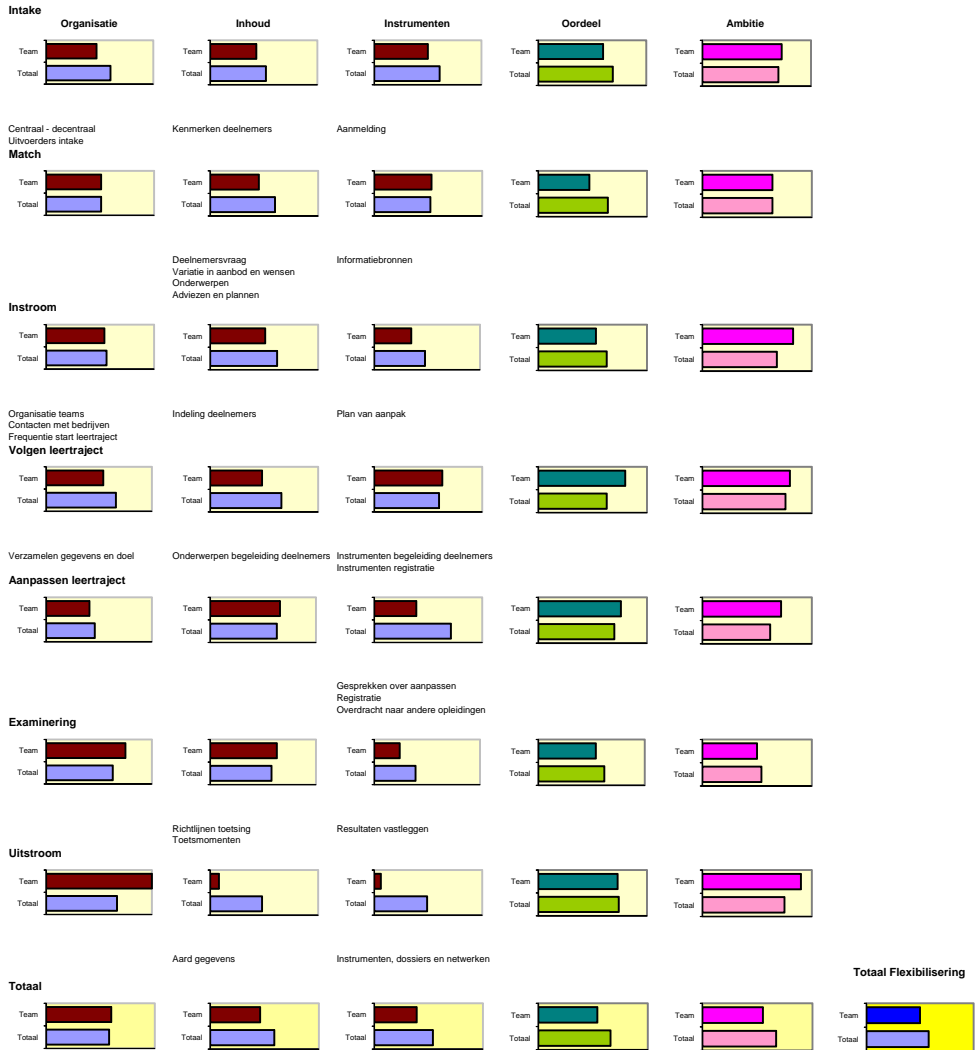 Intake
Organisatie Inhoud Instrumenten Oordeel Ambitie
Team Team Team Team Team
Totaal Totaal Totaal Totaal Totaal
Centraal - decentraal Kenmerken deelnemers Aanmelding
Uitvoerders intake
Match
Team Team Team Team Team
Totaal Totaal Totaal Totaal Totaal
Deelnemersvraag Informatiebronnen
Variatie in aanbod en wensen
Onderwerpen
Adviezen en plannen
Instroom
Team Team Team Team Team
Totaal Totaal Totaal Totaal Totaal
Organisatie teams Indeling deelnemers Plan van aanpak
Contacten met bedrijven
Frequentie start leertraject
Volgen leertraject
Team Team Team Team Team
Totaal Totaal Totaal Totaal Totaal
Verzamelen gegevens en doel Onderwerpen begeleiding deelnemers Instrumenten begeleiding deelnemers
Instrumenten registratie
Aanpassen leertraject
Team Team Team Team Team
Totaal Totaal Totaal Totaal Totaal
Gesprekken over aanpassen
Registratie
Overdracht naar andere opleidingen
Examinering
Team Team Team Team Team
Totaal Totaal Totaal Totaal Totaal
Richtlijnen toetsing Resultaten vastleggen
Toetsmomenten
Uitstroom
Team Team Team Team Team
Totaal Totaal Totaal Totaal Totaal
Aard gegevens Instrumenten, dossiers en netwerken
Totaal Flexibilisering
Totaal
Team Team Team Team Team Team
Totaal Totaal Totaal Totaal Totaal Totaal